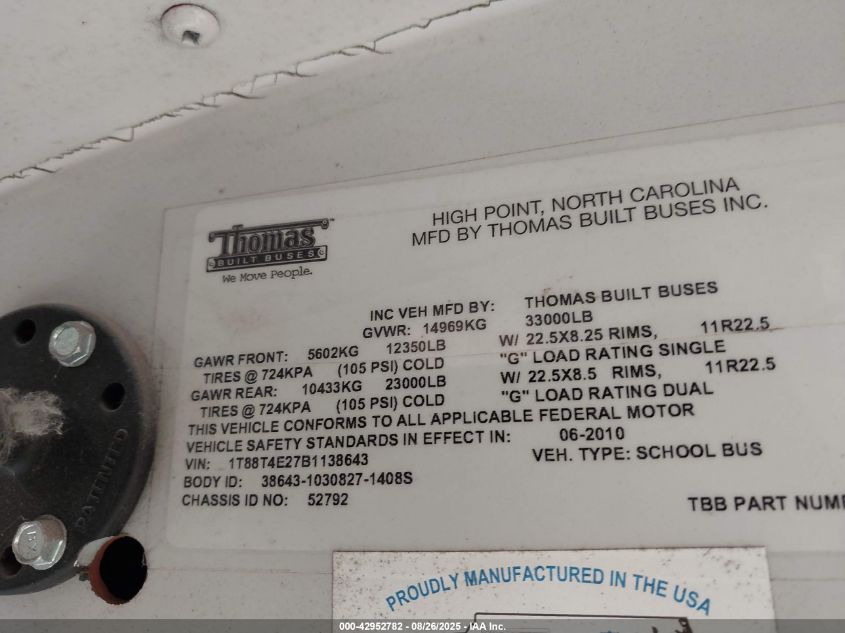 Thomas™
BUILT BUSES
We Move People.
HIGH POINT, NORTH CAROLINA
MFD BY THOMAS BUILT BUSES INC.
INC VEH MFD BY: THOMAS BUILT BUSES
GVWR: 14969KG 33000LB
GAWR FRONT: 5602KG 12350LB W/ 22.5X8.25 RIMS, 11R22.5
TIRES @ 724KPA (105 PSI) COLD "G" LOAD RATING SINGLE
GAWR REAR: 10433KG 23000LB W/ 22.5X8.5 RIMS, 11R22.5
TIRES @ 724KPA (105 PSI) COLD "G" LOAD RATING DUAL
THIS VEHICLE CONFORMS TO ALL APPLICABLE FEDERAL MOTOR
VEHICLE SAFETY STANDARDS IN EFFECT IN: 06-2010
VIN: 1T88T4E27B1138643 VEH. TYPE: SCHOOL BUS
BODY ID: 38643-1030827-1408S
CHASSIS ID NO: 52792
TBB PART NUM
PATENTED
PROUDLY MANUFACTURED IN THE USA
000-42952782 - 08/26/2025 - IAA Inc.